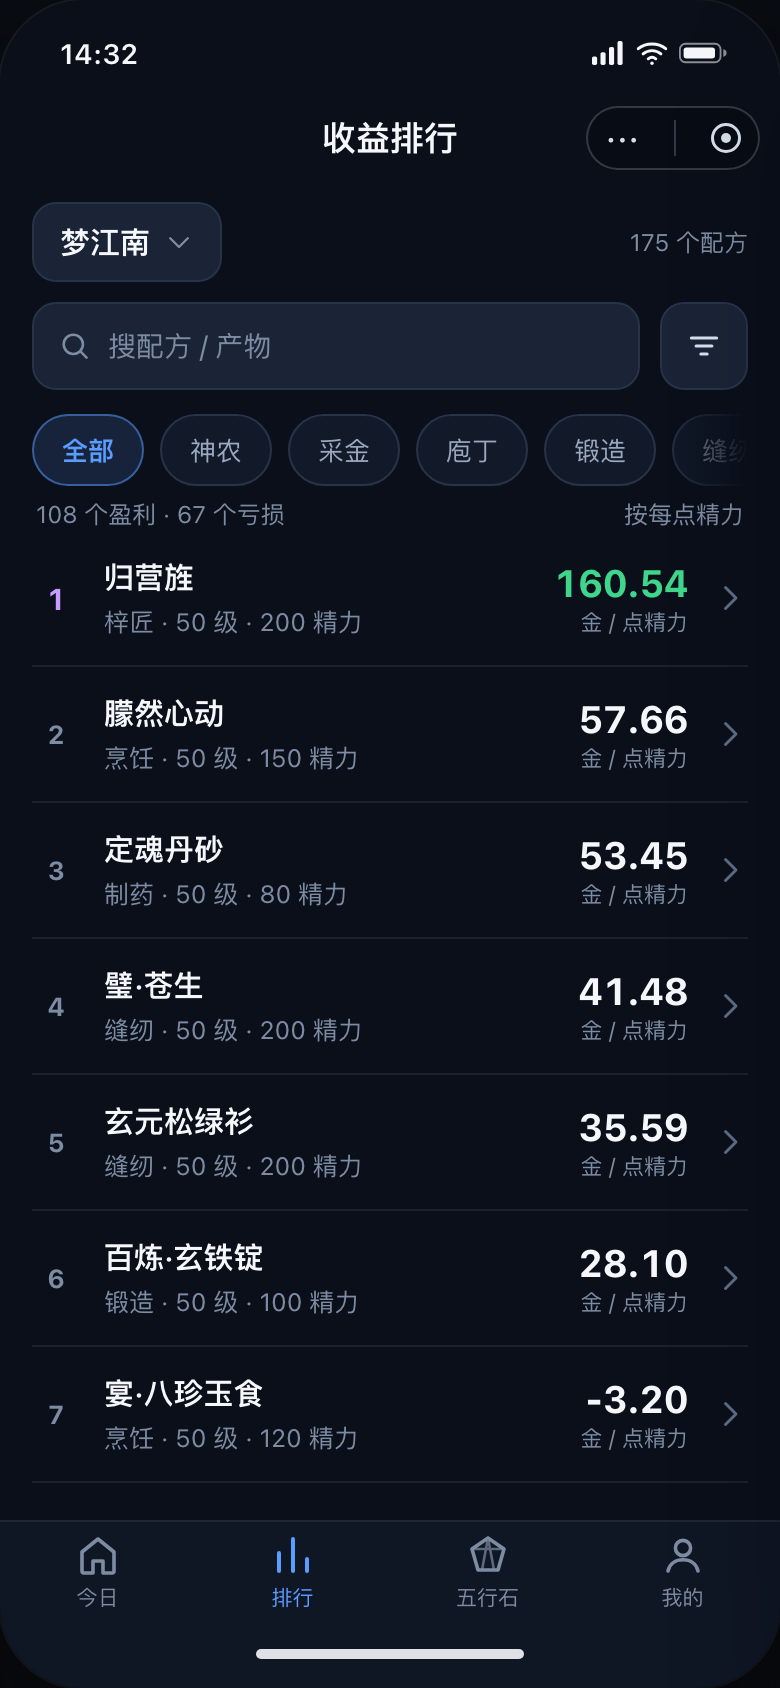 14:32
收益排行
梦江南
175 个配方
搜配方 / 产物
全部 神农 采金 庖丁 锻造 缝纫
108 个盈利 · 67 个亏损 按每点精力
1 归营旌 160.54
梓匠 · 50 级 · 200 精力 金 / 点精力
2 朦然心动 57.66
烹饪 · 50 级 · 150 精力 金 / 点精力
3 定魂丹砂 53.45
制药 · 50 级 · 80 精力 金 / 点精力
4 璧·苍生 41.48
缝纫 · 50 级 · 200 精力 金 / 点精力
5 玄元松绿衫 35.59
缝纫 · 50 级 · 200 精力 金 / 点精力
6 百炼·玄铁锭 28.10
锻造 · 50 级 · 100 精力 金 / 点精力
7 宴·八珍玉食 -3.20
烹饪 · 50 级 · 120 精力 金 / 点精力
今日 排行 五行石 我的